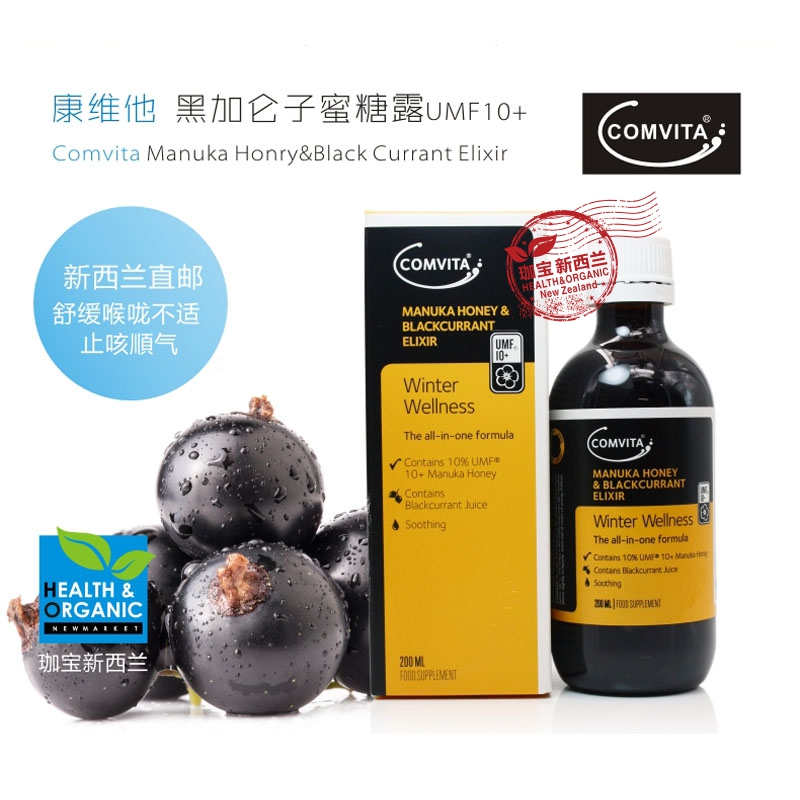 康维他 黑加仑子蜜糖露UMF10+
Comvita Manuka Honry&Black Currant Elixir
COMVITA®
新西兰直邮
舒缓喉咙不适
止咳順气
HEALTH &
ORGANIC
NEWMARKET
珈宝新西兰
COMVITA
MANUKA HONEY &
BLACKCURRANT
ELIXIR
UMF®
10+
Winter
Wellness
The all-in-one formula
Contains 10% UMF®
10+ Manuka Honey
Contains
Blackcurrant Juice
Soothing
200 ML
FOOD SUPPLEMENT
珈宝 新西兰
HEALTH&ORGANIC
New Zealand
COMVITA
MANUKA HONEY
& BLACKCURRANT
ELIXIR
UMF
10+
Winter Wellness
The all-in-one formula
Contains 10% UMF® 10+ Manuka Honey
Contains Blackcurrant Juice
Soothing
200 ML | FOOD SUPPLEMENT